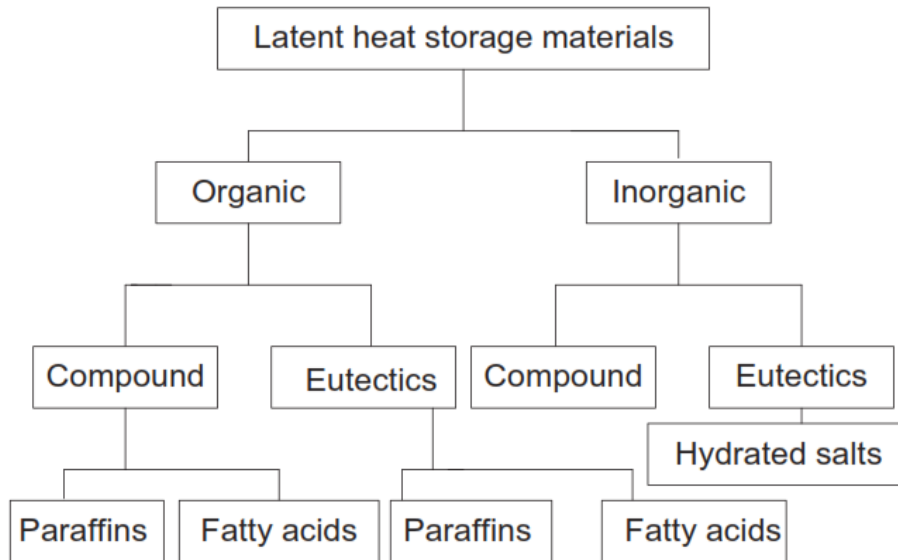 Latent heat storage materials
Organic
Inorganic
Compound
Eutectics
Compound
Eutectics
Hydrated salts
Paraffins
Fatty acids
Paraffins
Fatty acids